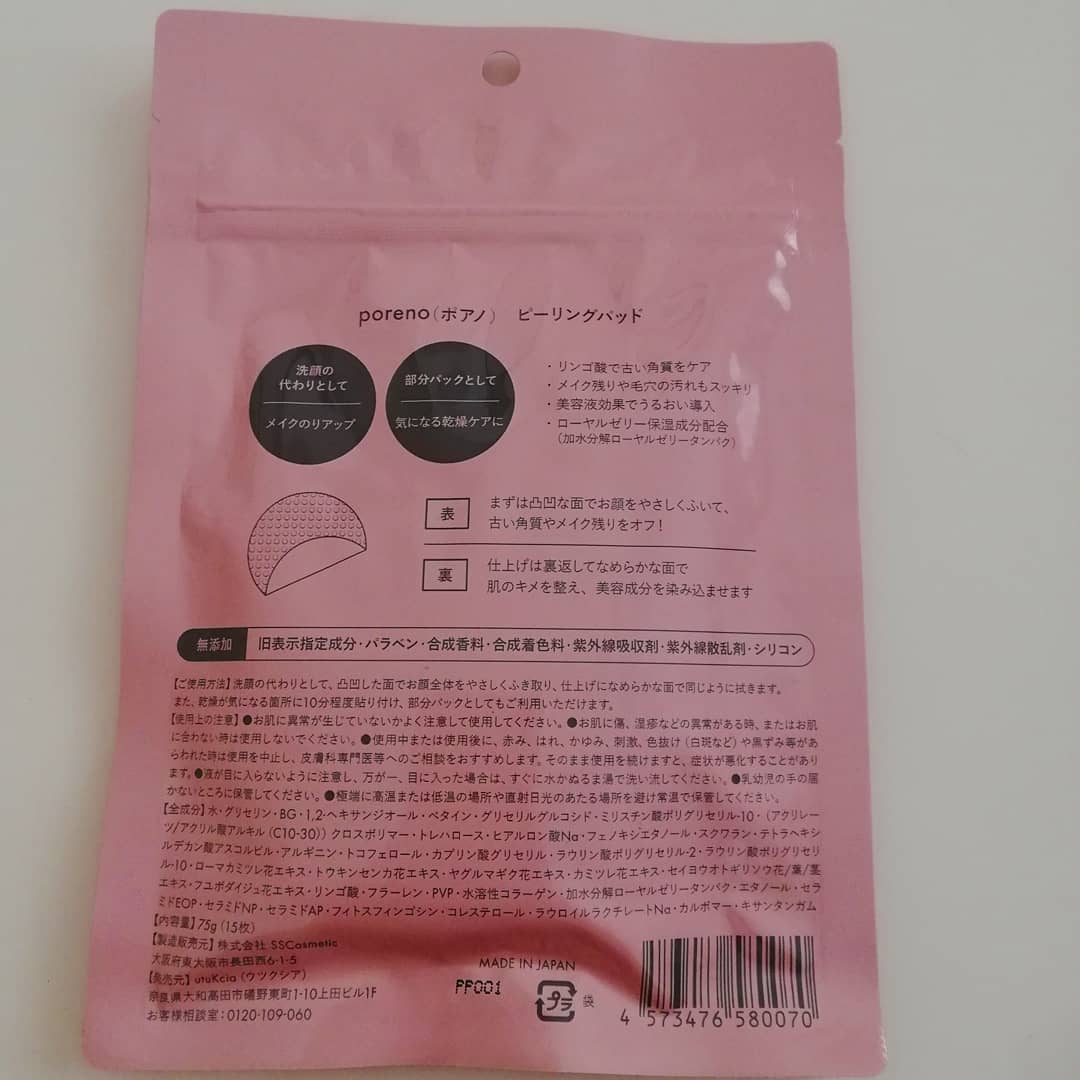 poreno(ポアノ) ピーリングパッド
洗顔の
代わりとして
メイクのりアップ
部分パックとして
気になる乾燥ケアに
・リンゴ酸で古い角質をケア
・メイク残りや毛穴の汚れもスッキリ
・美容液効果でうるおい導入
・ローヤルゼリー保湿成分配合
(加水分解ローヤルゼリータンパク)
表
まずは凸凹な面でお顔をやさしくふいて、
古い角質やメイク残りをオフ!
裏
仕上げは裏返してなめらかな面で
肌のキメを整え、美容成分を染み込ませます
無添加 旧表示指定成分・パラベン・合成香料・合成着色料・紫外線吸収剤・紫外線散乱剤・シリコン
【ご使用方法】洗顔の代わりとして、凸凹した面でお顔全体をやさしくふき取り、仕上げになめらかな面で同じように拭きます。
また、乾燥が気になる箇所に10分程度貼り付け、部分パックとしてもご利用いただけます。
【使用上の注意】●お肌に異常が生じていないかよく注意して使用してください。●お肌に傷、湿疹などの異常がある時、またはお肌
に合わない時は使用しないでください。●使用中または使用後に、赤み、はれ、かゆみ、刺激、色抜け(白斑など)や黒ずみ等があ
らわれた時は使用を中止し、皮膚科専門医等へのご相談をおすすめします。そのまま使用を続けますと、症状が悪化することがあり
ます。●液が目に入らないように注意し、万が一、目に入った場合は、すぐに水かぬるま湯で洗い流してください。●乳幼児の手の届
かないところに保管してください。●極端に高温または低温の場所や直射日光のあたる場所を避け常温で保管してください。
【全成分】水・グリセリン・BG・1,2-ヘキサンジオール・ベタイン・グリセリルグルコシド・ミリスチン酸ポリグリセリル-10・(アクリレー
ツ/アクリル酸アルキル(C10-30))クロスポリマー・トレハロース・ヒアルロン酸Na・フェノキシエタノール・スクワラン・テトラヘキシ
ルデカン酸アスコルビル・アルギニン・トコフェロール・カプリン酸グリセリル・ラウリン酸ポリグリセリル-2・ラウリン酸ポリグリセリ
ル-10・ローマカミツレ花エキス・トウキンセンカ花エキス・ヤグルマギク花エキス・カミツレ花エキス・セイヨウオトギリソウ花/葉/茎
エキス・フユボダイジュ花エキス・リンゴ酸・フラーレン・PVP・水溶性コラーゲン・加水分解ローヤルゼリータンパク・エタノール・セラ
ミドEOP・セラミドNP・セラミドAP・フィトスフィンゴシン・コレステロール・ラウロイルラクチレートNa・カルボマー・キサンタンガム
【内容量】75g(15枚)
【製造販売元】株式会社 SSCosmetic
大阪府東大阪市長田西6-1-5
【発売元】utuKcia(ウツクシア)
奈良県大和高田市礒野東町1-10上田ビル1F
お客様相談室:0120-109-060
MADE IN JAPAN
PP001
プラ 袋
4 573476 580070